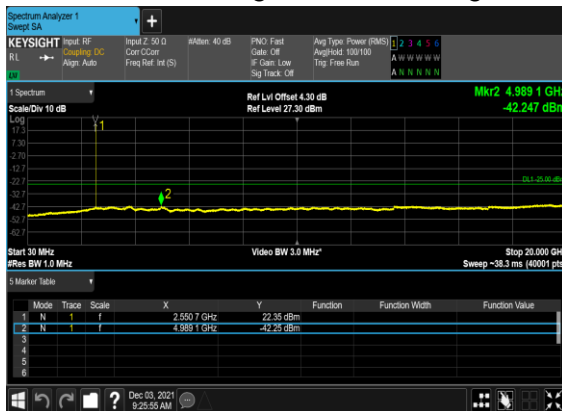 Spectrum Analyzer 1
Swept SA
+
KEYSIGHT Input: RF Input Z: 50 Ω #Atten: 40 dB PNO: Fast Avg Type: Power (RMS) 1 2 3 4 5 6
RL Coupling: DC Corr CCorr Gate: Off Avg|Hold: 100/100 A W W W W W
Align: Auto Freq Ref: Int (S) IF Gain: Low Trig: Free Run
Sig Track: Off A N N N N N
1 Spectrum
Ref Lvl Offset 4.30 dB Mkr2 4.989 1 GHz
Scale/Div 10 dB Ref Level 27.30 dBm -42.247 dBm
Log
17.3
1
7.30
-2.70
-12.7
-22.7
DL1 -25.00 dBm
-32.7
2
-42.7
-52.7
-62.7
Start 30 MHz Video BW 3.0 MHz* Stop 20.000 GHz
#Res BW 1.0 MHz Sweep ~38.3 ms (40001 pts)
5 Marker Table
Mode Trace Scale X Y Function Function Width Function Value
1 N 1 f 2.550 7 GHz 22.35 dBm
2 N 1 f 4.989 1 GHz -42.25 dBm
3
4
5
6
? Dec 03, 2021
9:25:55 AM